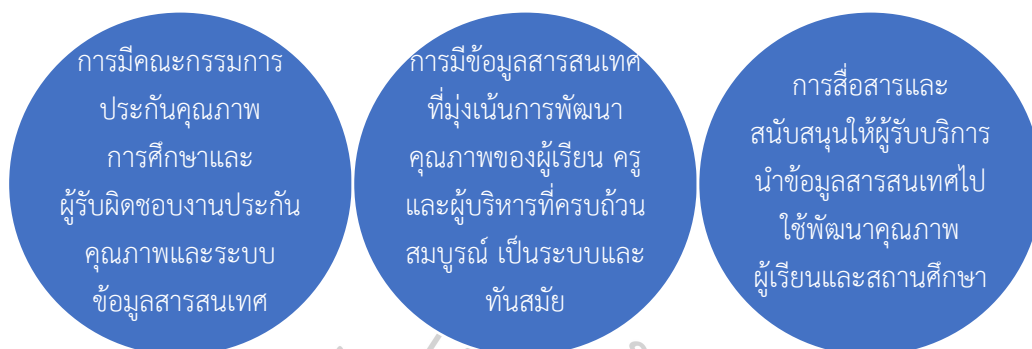 การมีคณะกรรมการ
ประกันคุณภาพ
การศึกษาและ
ผู้รับผิดชอบงานประกัน
คุณภาพและระบบ
ข้อมูลสารสนเทศ
การมีข้อมูลสารสนเทศ
ที่มุ่งเน้นการพัฒนา
คุณภาพของผู้เรียน ครู
และผู้บริหารที่ครบถ้วน
สมบูรณ์ เป็นระบบและ
ทันสมัย
การสื่อสารและ
สนับสนุนให้ผู้รับบริการ
นำข้อมูลสารสนเทศไป
ใช้พัฒนาคุณภาพ
ผู้เรียนและสถานศึกษา